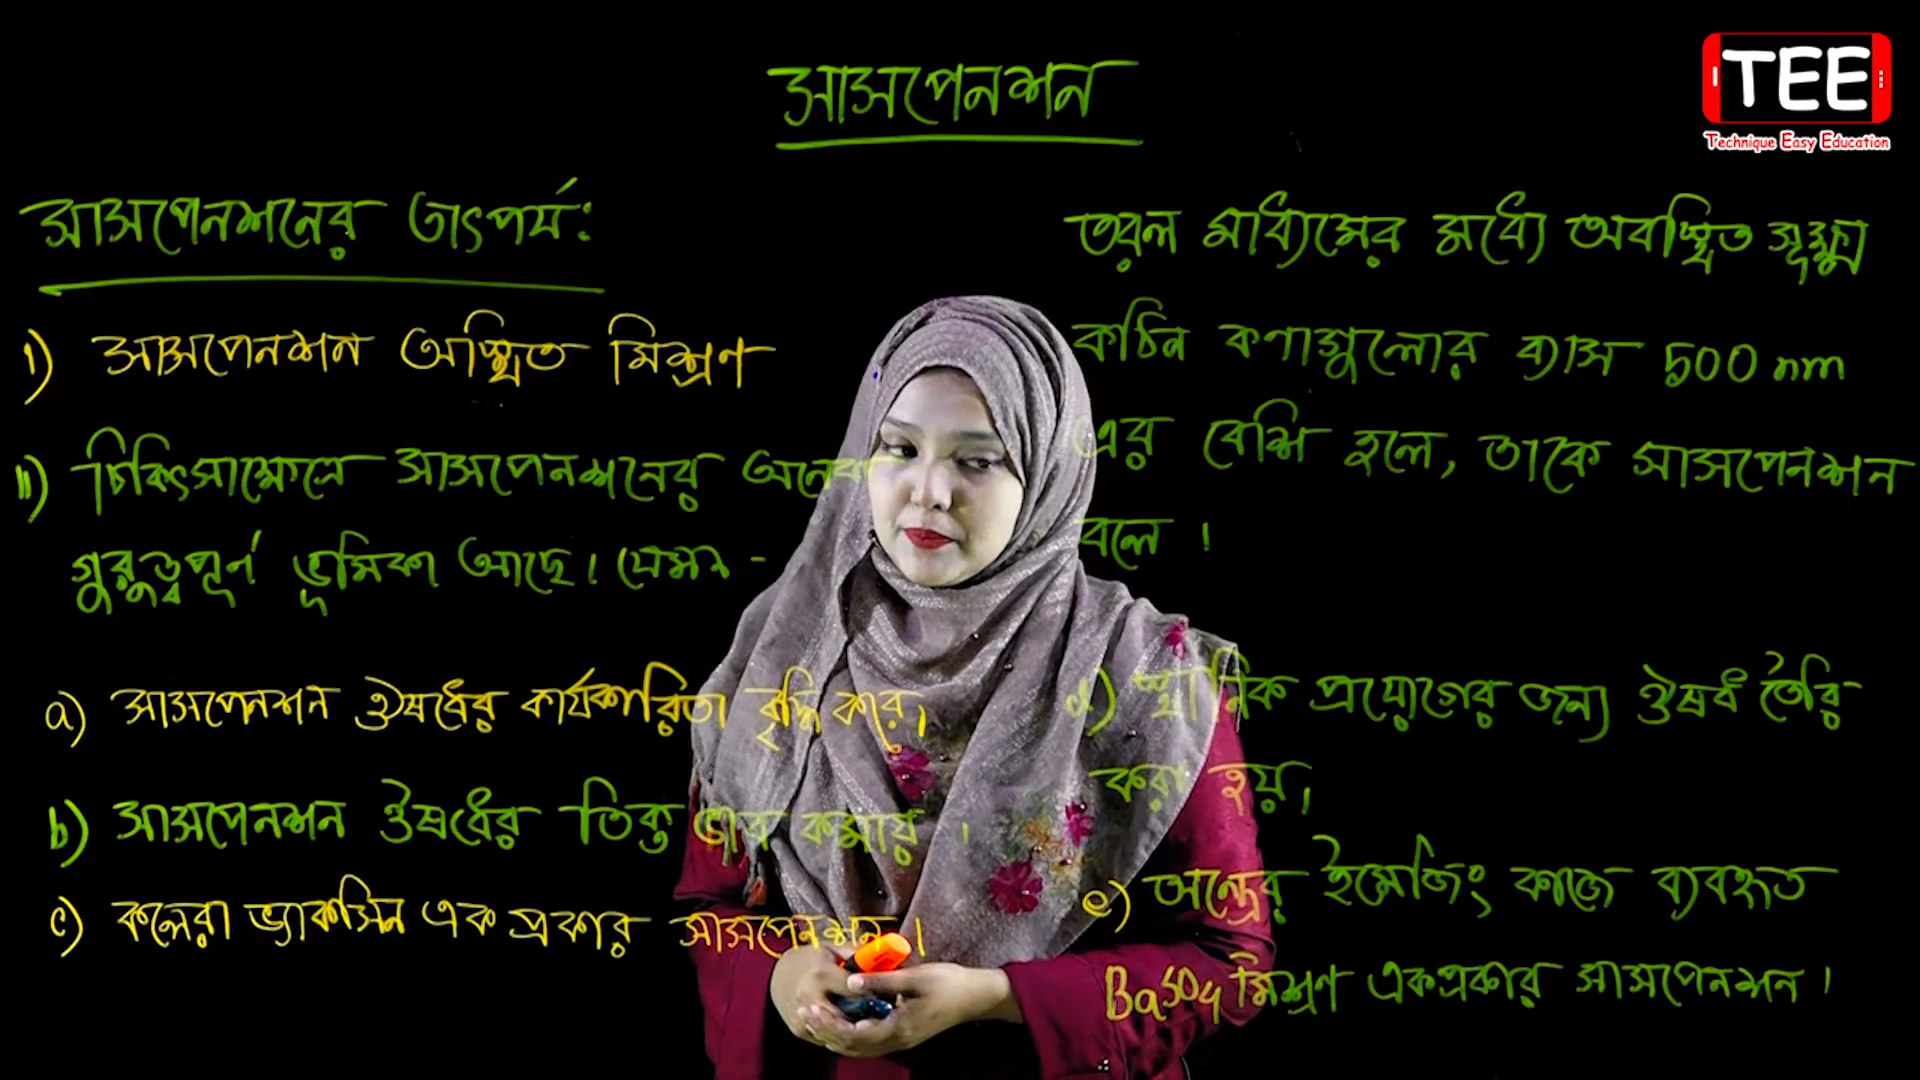 সাসপেনশন
TEE
Technique Easy Education
সাসপেনশনের তাৎপর্য:
i) সাসপেনশন অস্থিত মিশ্রণ
ii) চিকিৎসাক্ষেত্রে সাসপেনশনের অনেক
গুরুত্বপূর্ণ ভূমিকা আছে। যেমন -
a) সাসপেনশন ঔষধের কার্যকারিতা বৃদ্ধি করে।
b) সাসপেনশন ঔষধের তিক্ত ভাব কমায়।
c) কলেরা ভ্যাকসিন এক প্রকার সাসপেনশন।
তরল মাধ্যমের মধ্যে অবস্থিত সূক্ষ্ম
কঠিন কণাগুলোর ব্যাস 500 nm
এর বেশি হলে, তাকে সাসপেনশন
বলে।
d) স্থানিক প্রয়োগের জন্য ঔষধ তৈরি
করা হয়।
e) অন্ত্রের ইমেজিং কাজে ব্যবহৃত
BaSO4 মিশ্রণ একপ্রকার সাসপেনশন।